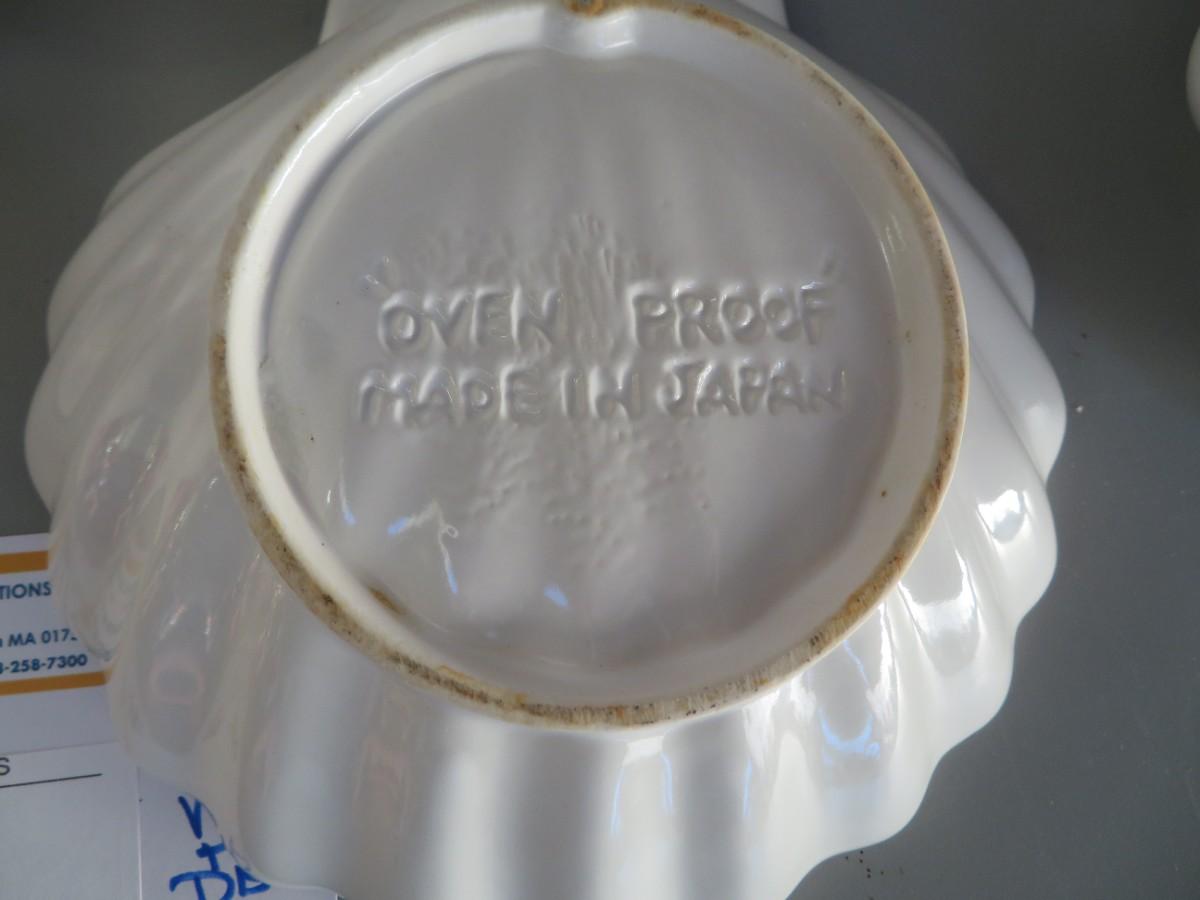 OVEN PROOF
MADE IN JAPAN
TIONS
MA 017
-258-7300
S